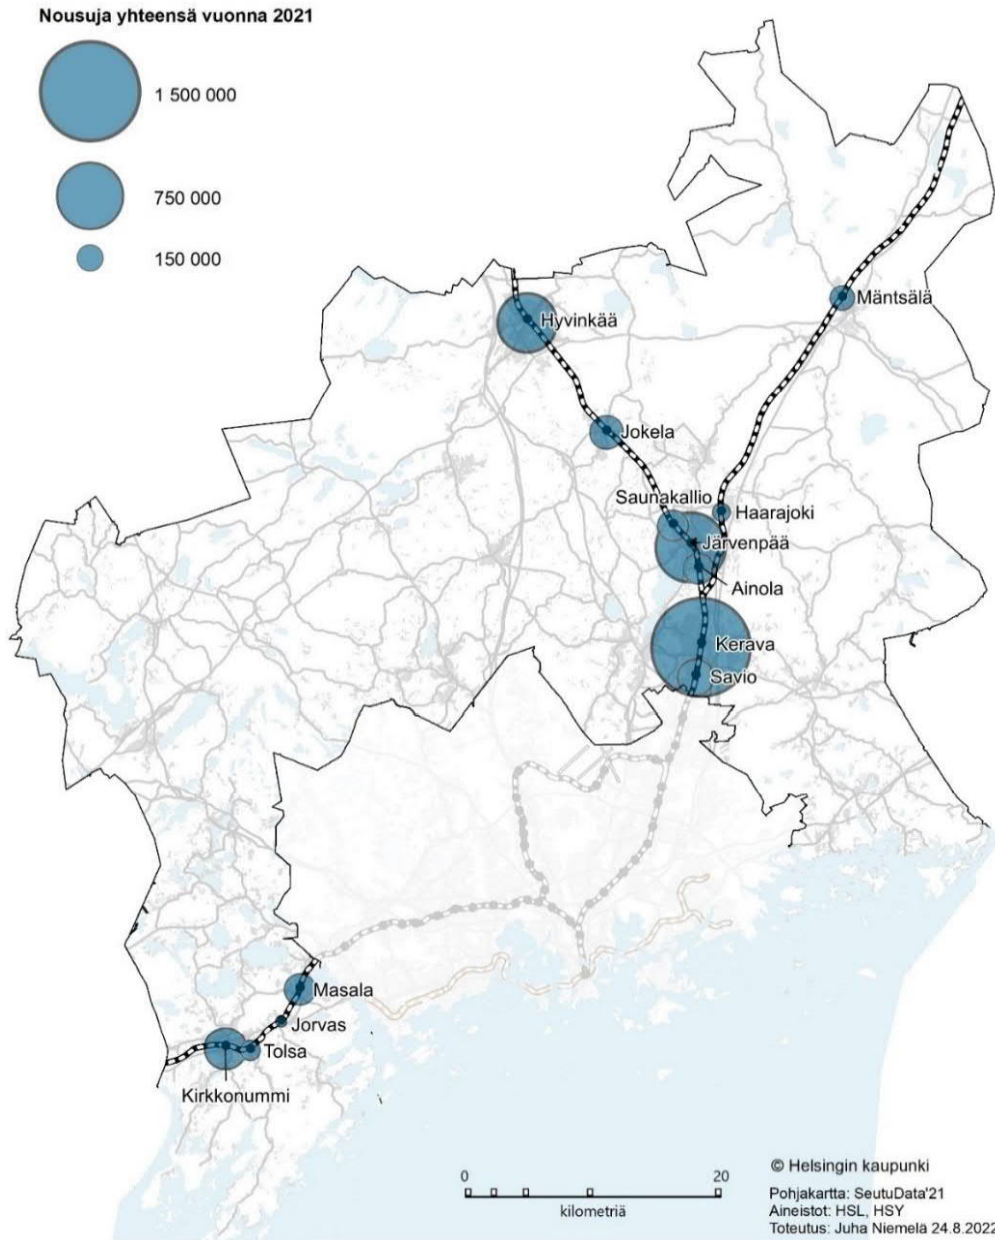 Nousuja yhteensä vuonna 2021
1 500 000
750 000
150 000
Mäntsälä
Hyvinkää
Jokela
Saunakallio
Haarajoki
Järvenpää
Ainola
Kerava
Savio
Masala
Jorvas
Tolsa
Kirkkonummi
0 20
kilometriä
© Helsingin kaupunki
Pohjakartta: SeutuData'21
Aineistot: HSL, HSY
Toteutus: Juha Niemelä 24.8.2022